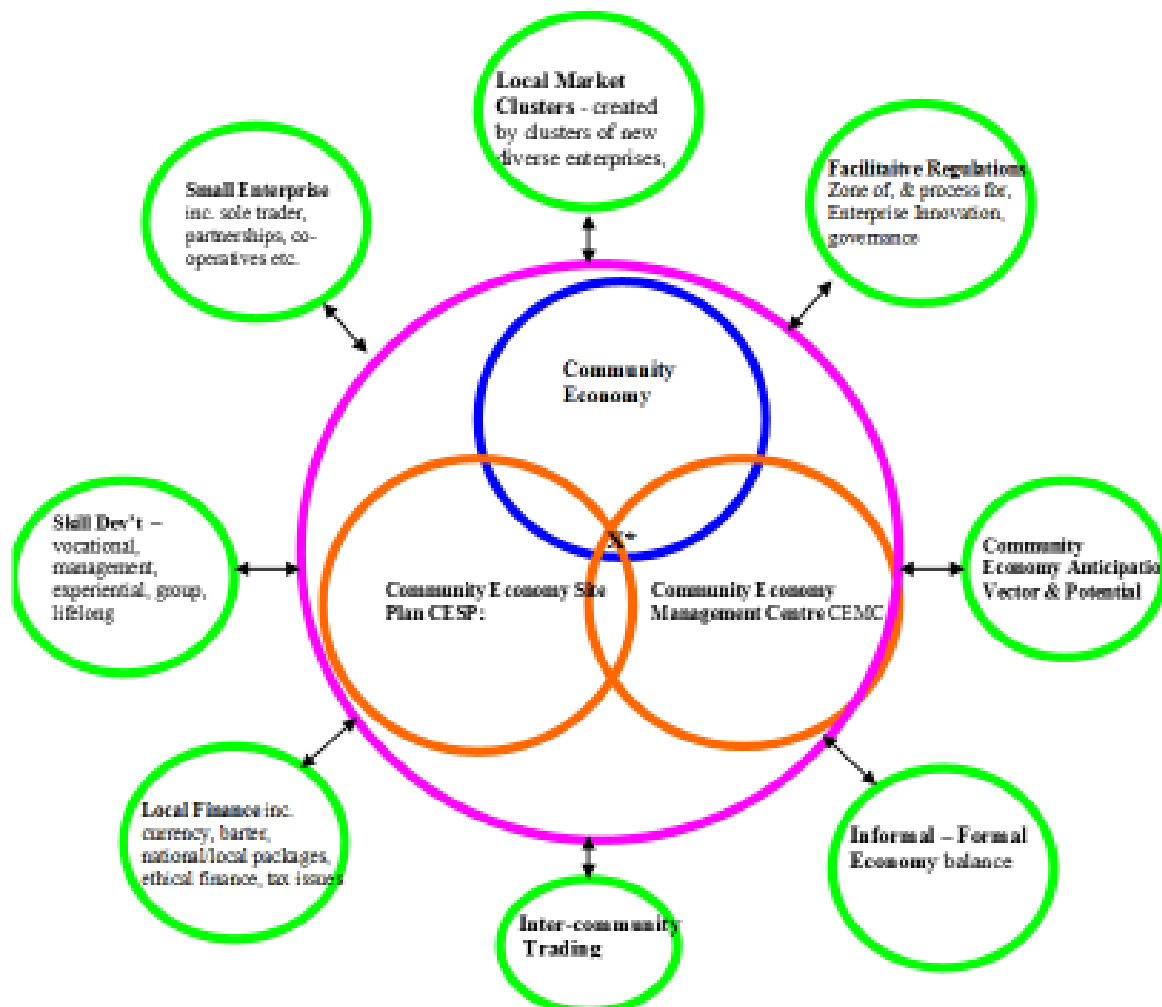 Local Market
Clusters - created
by clusters of new
diverse enterprises,
Facilitaitve Regulations
Zone of, & process for,
Enterprise Innovation,
governance
Small Enterprise
inc. sole trader,
partnerships, co-
operatives etc.
Community
Economy
X*
Skill Dev't –
vocational,
management,
experiential, group,
lifelong
Community Economy Site
Plan CESP:
Community Economy
Management Centre CEMC
Community
Economy Anticipatio
Vector & Potential
Local Finance inc.
currency, barter,
national/local packages,
ethical finance, tax issues
Informal – Formal
Economy balance
Inter-community
Trading